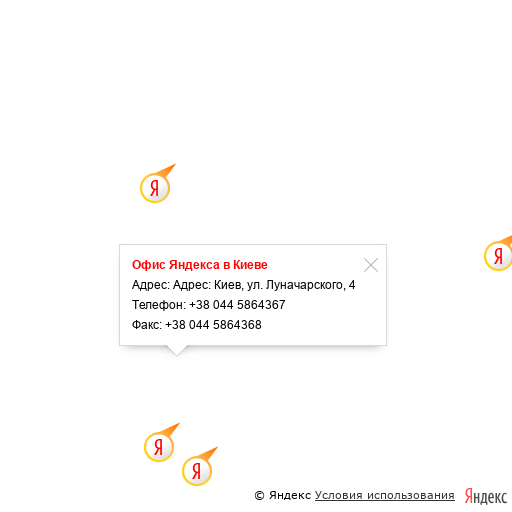 Я
Я
Офис Яндекса в Киеве
Адрес: Адрес: Киев, ул. Луначарского, 4
Телефон: +38 044 5864367
Факс: +38 044 5864368
Я
Я
© Яндекс Условия использования Яндекс